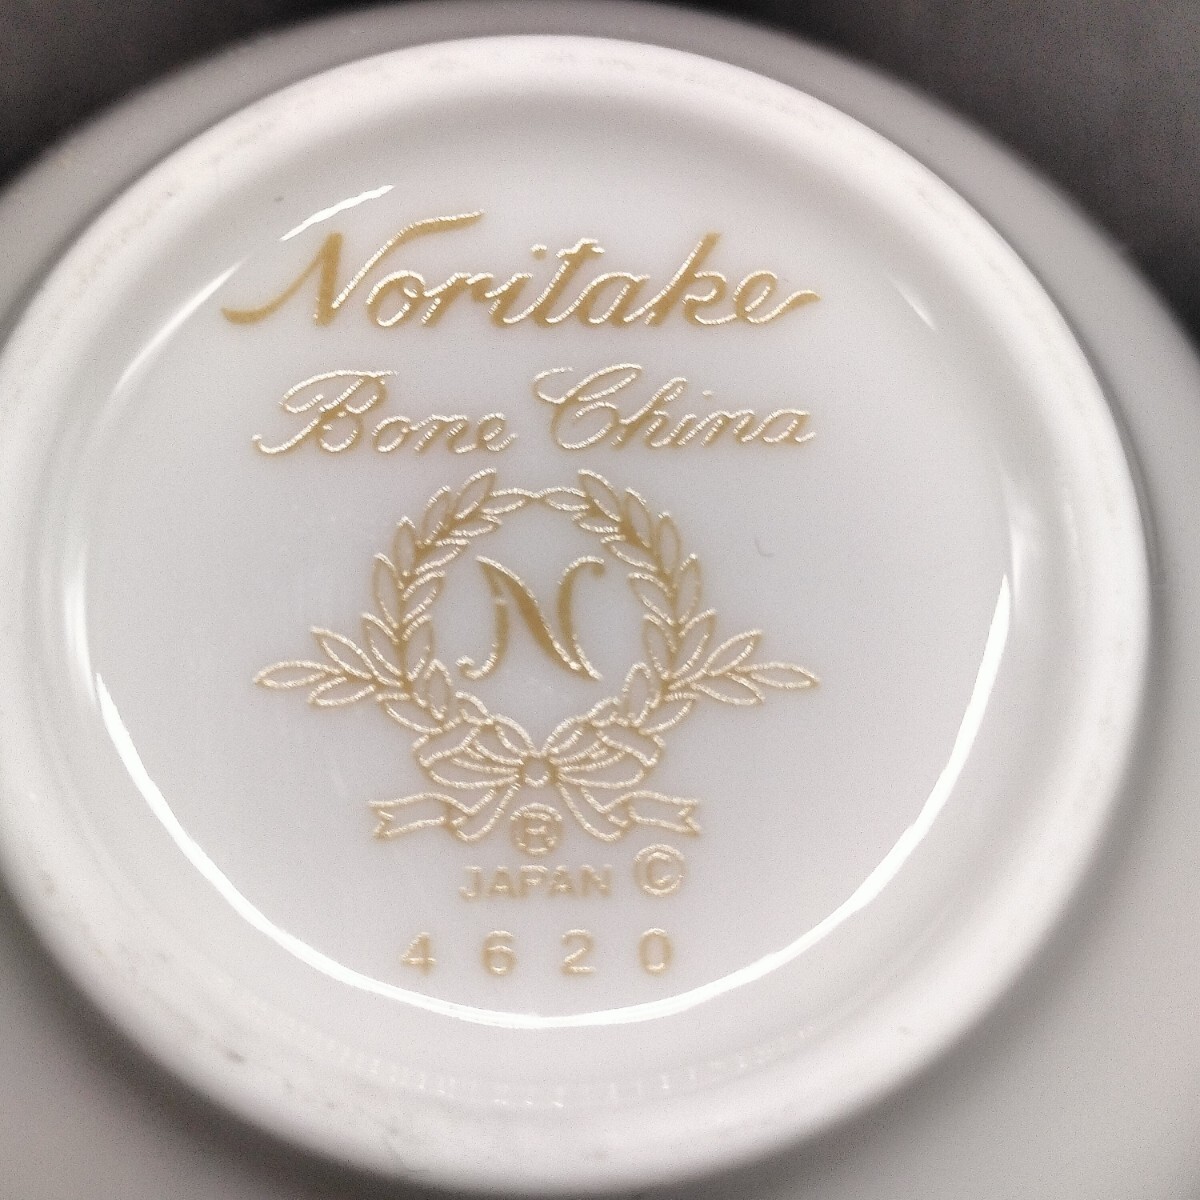 Noritake
Bone China
N
®
JAPAN ©
4620